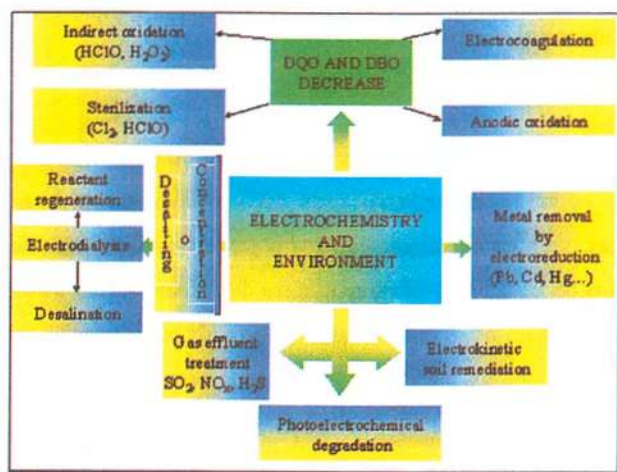 Indirect oxidation
(HClO, H₂O₂)
DQO AND DBO
DECREASE
Electrocoagulation
Sterilization
(Cl₂, HClO)
Anodic oxidation
Reactant
regeneration
Electrodialysis
Desalination
Desalting
o
Concentration
ELECTROCHEMISTRY
AND
ENVIRONMENT
Metal removal
by
electroreduction
(Pb, Cd, Hg...)
Gas effluent
treatment
SO₂, NOₓ, H₂S
Electrokinetic
soil remediation
Photoelectrochemical
degradation